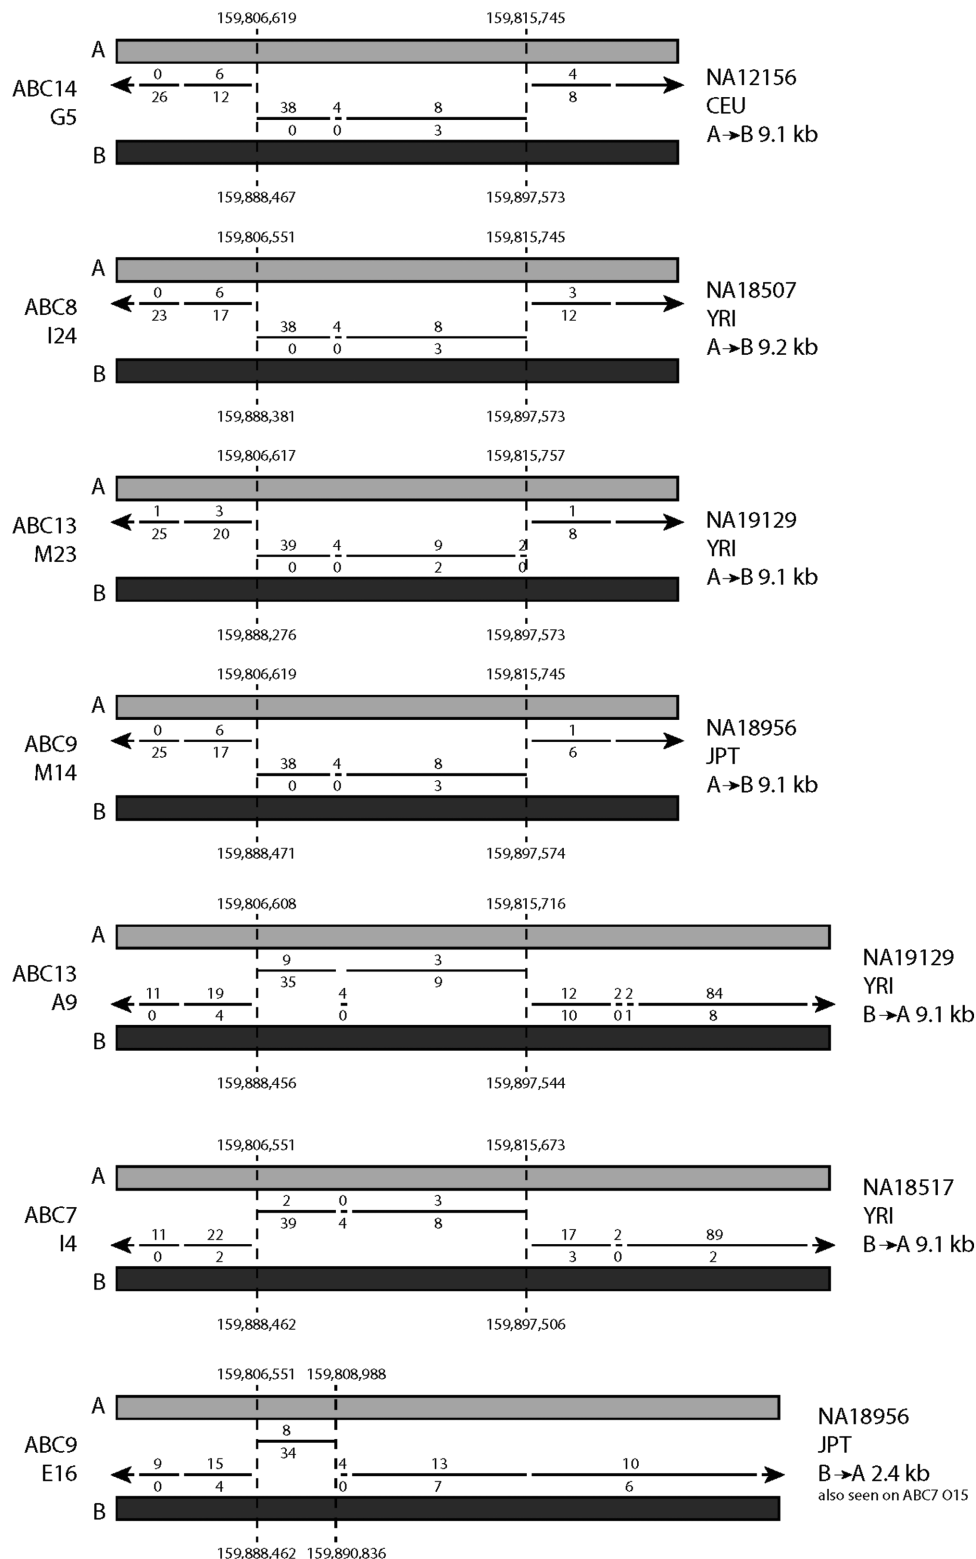 159,806,619 159,815,745
A
0 6 4
ABC14 26 12 8 NA12156
G5 38 4 8 CEU
0 0 3 A→B 9.1 kb
B
159,888,467 159,897,573
159,806,551 159,815,745
A
0 6 3
ABC8 23 17 12 NA18507
I24 38 4 8 YRI
0 0 3 A→B 9.2 kb
B
159,888,381 159,897,573
159,806,617 159,815,757
A
1 3 1
ABC13 25 20 8 NA19129
M23 39 4 9 2 YRI
0 0 2 0 A→B 9.1 kb
B
159,888,276 159,897,573
159,806,619 159,815,745
A
0 6 1
ABC9 25 17 6 NA18956
M14 38 4 8 JPT
0 0 3 A→B 9.1 kb
B
159,888,471 159,897,574
159,806,608 159,815,716
A
9 3 NA19129
ABC13 35 9 YRI
A9 11 19 4 12 2 2 84
0 4 0 10 0 1 8 B→A 9.1 kb
B
159,888,456 159,897,544
159,806,551 159,815,673
A
2 0 3 NA18517
ABC7 39 4 8 YRI
I4 11 22 17 2 89
0 2 3 0 2 B→A 9.1 kb
B
159,888,462 159,897,506
159,806,551 159,808,988
A
8 NA18956
ABC9 34 JPT
E16 9 15 4 13 10 B→A 2.4 kb
0 4 0 7 6 also seen on ABC7 O15
B
159,888,462 159,890,836